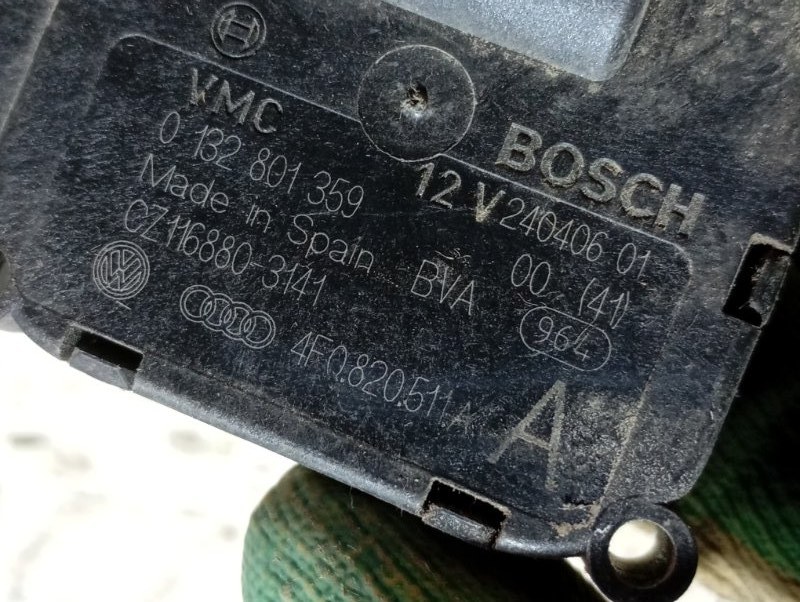 VMC
BOSCH
0 132 801 359
12 V
240406 01
Made in Spain
BVA
00 (41)
CZ116880-3141
964
4F0.820.511.A
A